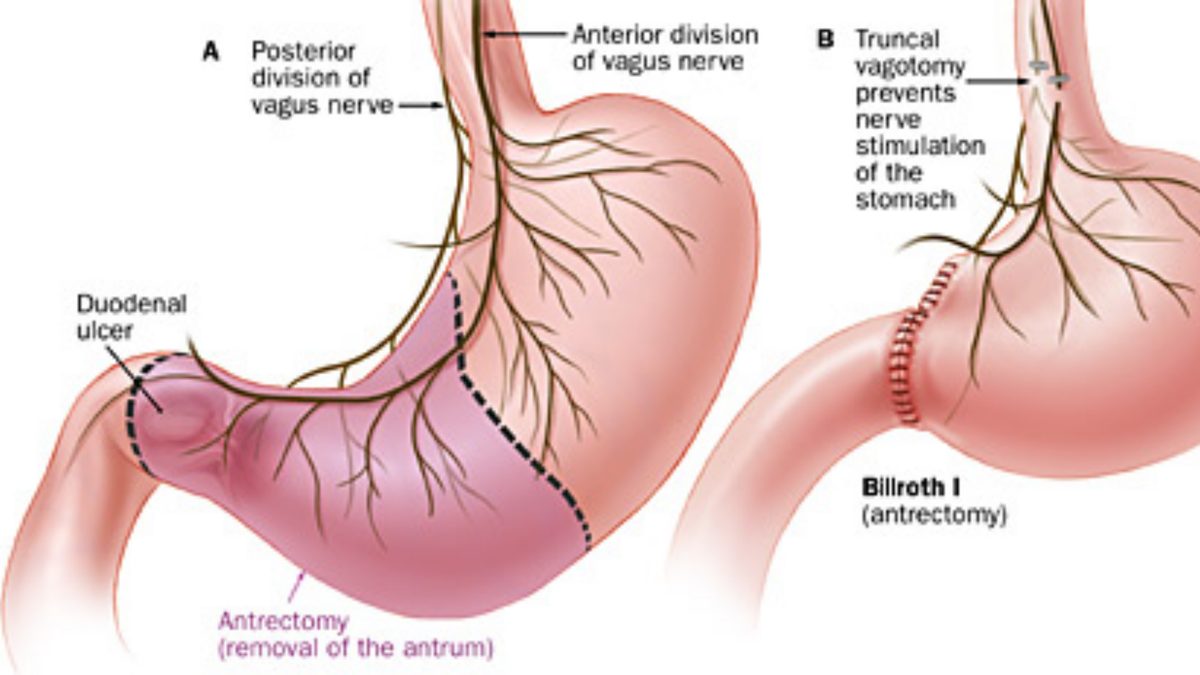 A
Posterior
division of
vagus nerve
Anterior division
of vagus nerve
B
Truncal
vagotomy
prevents
nerve
stimulation
of the
stomach
Duodenal
ulcer
Billroth I
(antrectomy)
Antrectomy
(removal of the antrum)